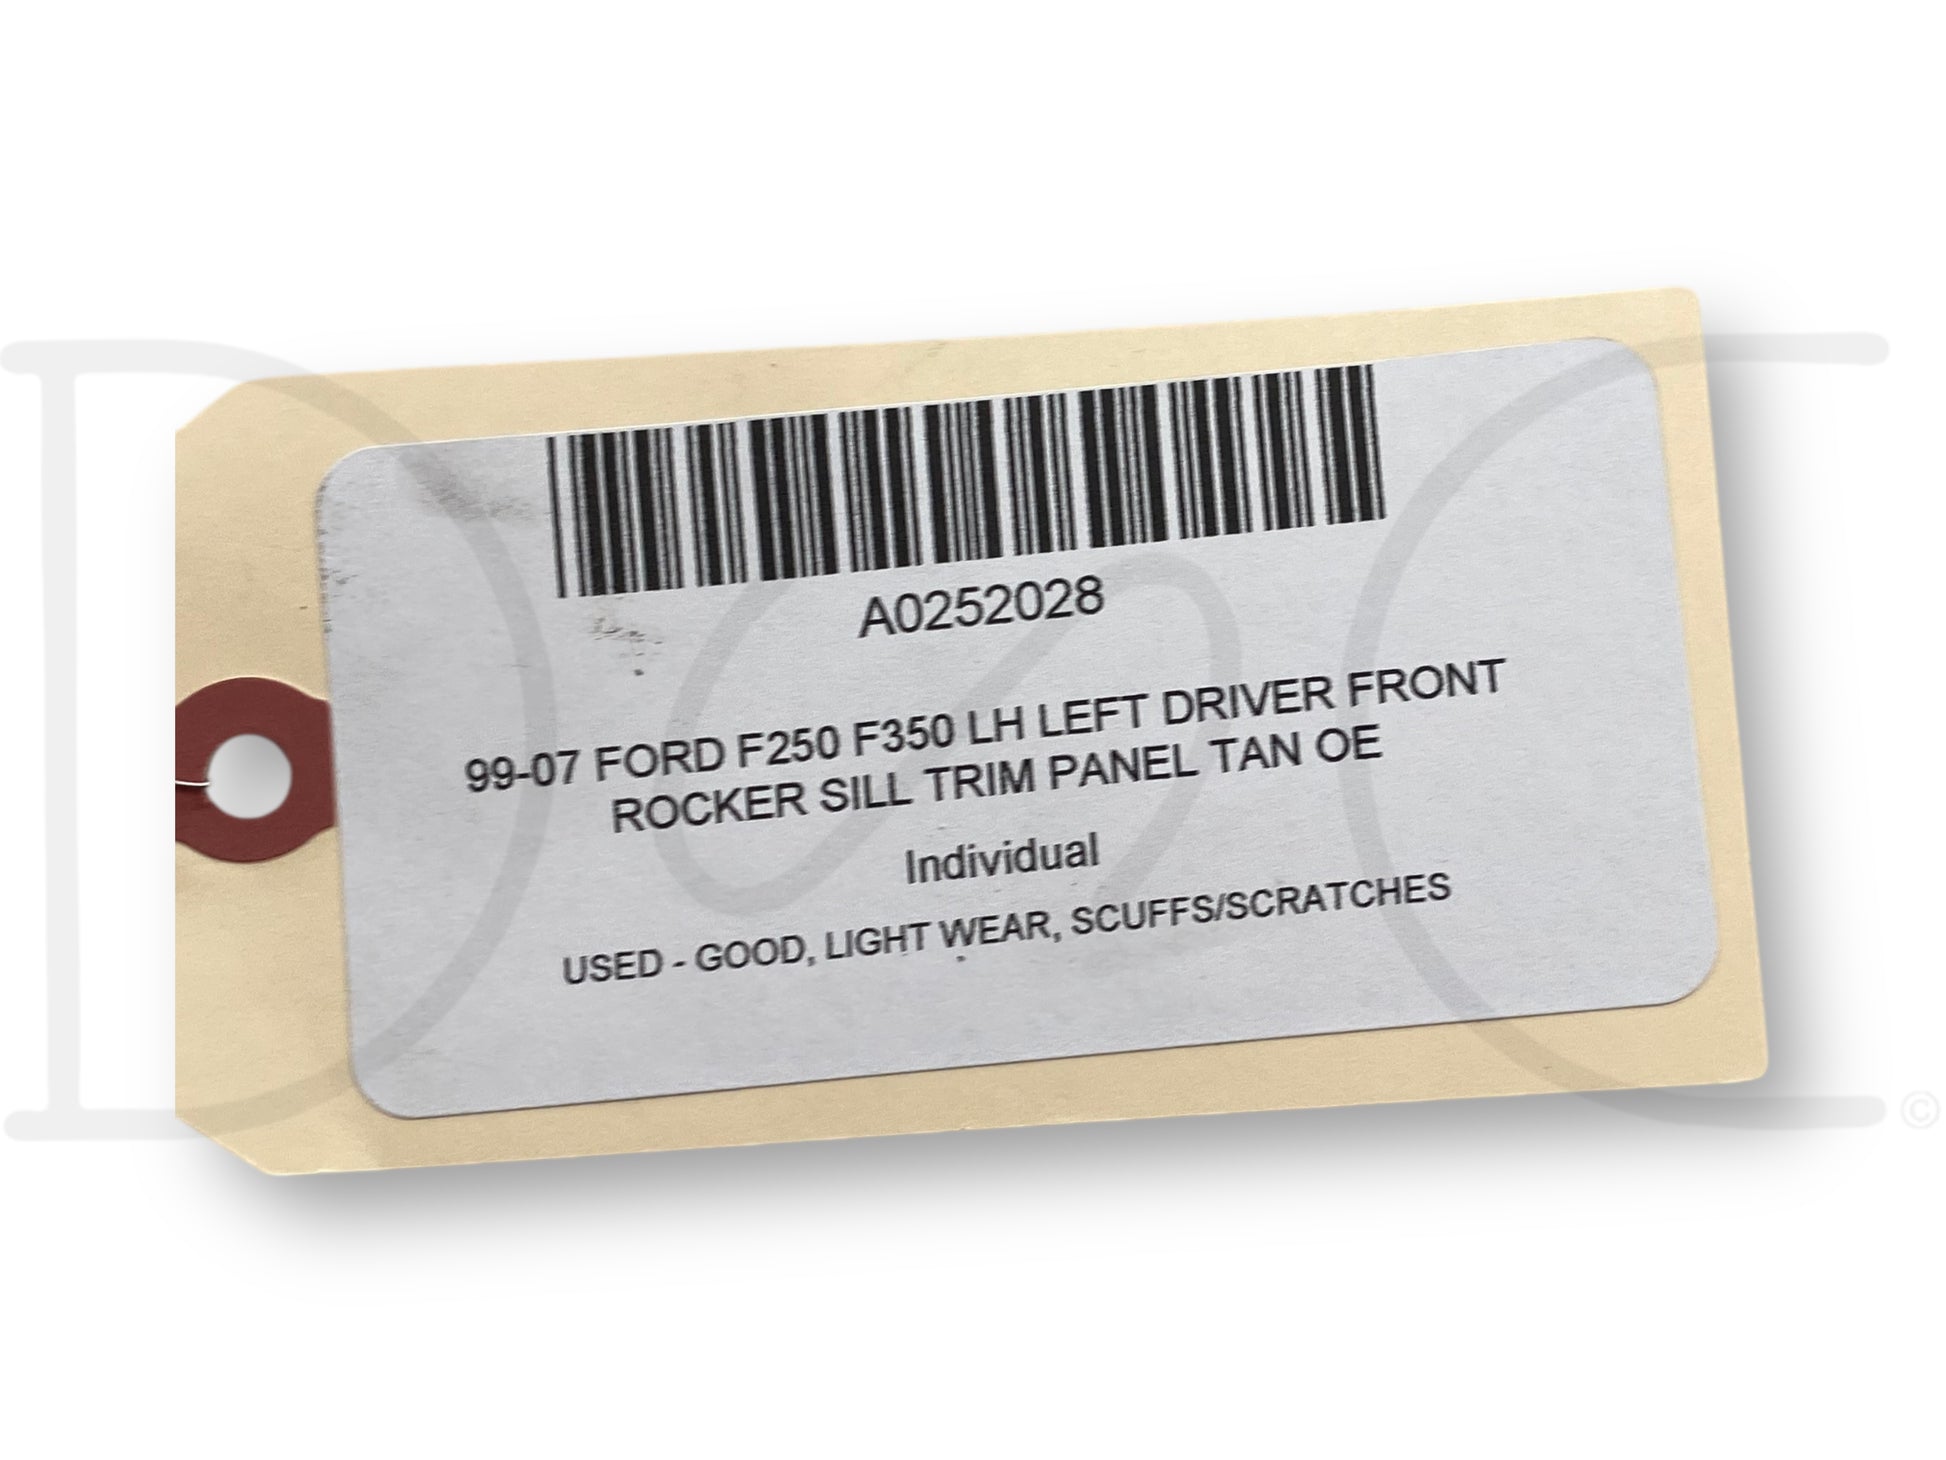 A0252028
99-07 FORD F250 F350 LH LEFT DRIVER FRONT
ROCKER SILL TRIM PANEL TAN OE
Individual
USED - GOOD, LIGHT WEAR, SCUFFS/SCRATCHES
©